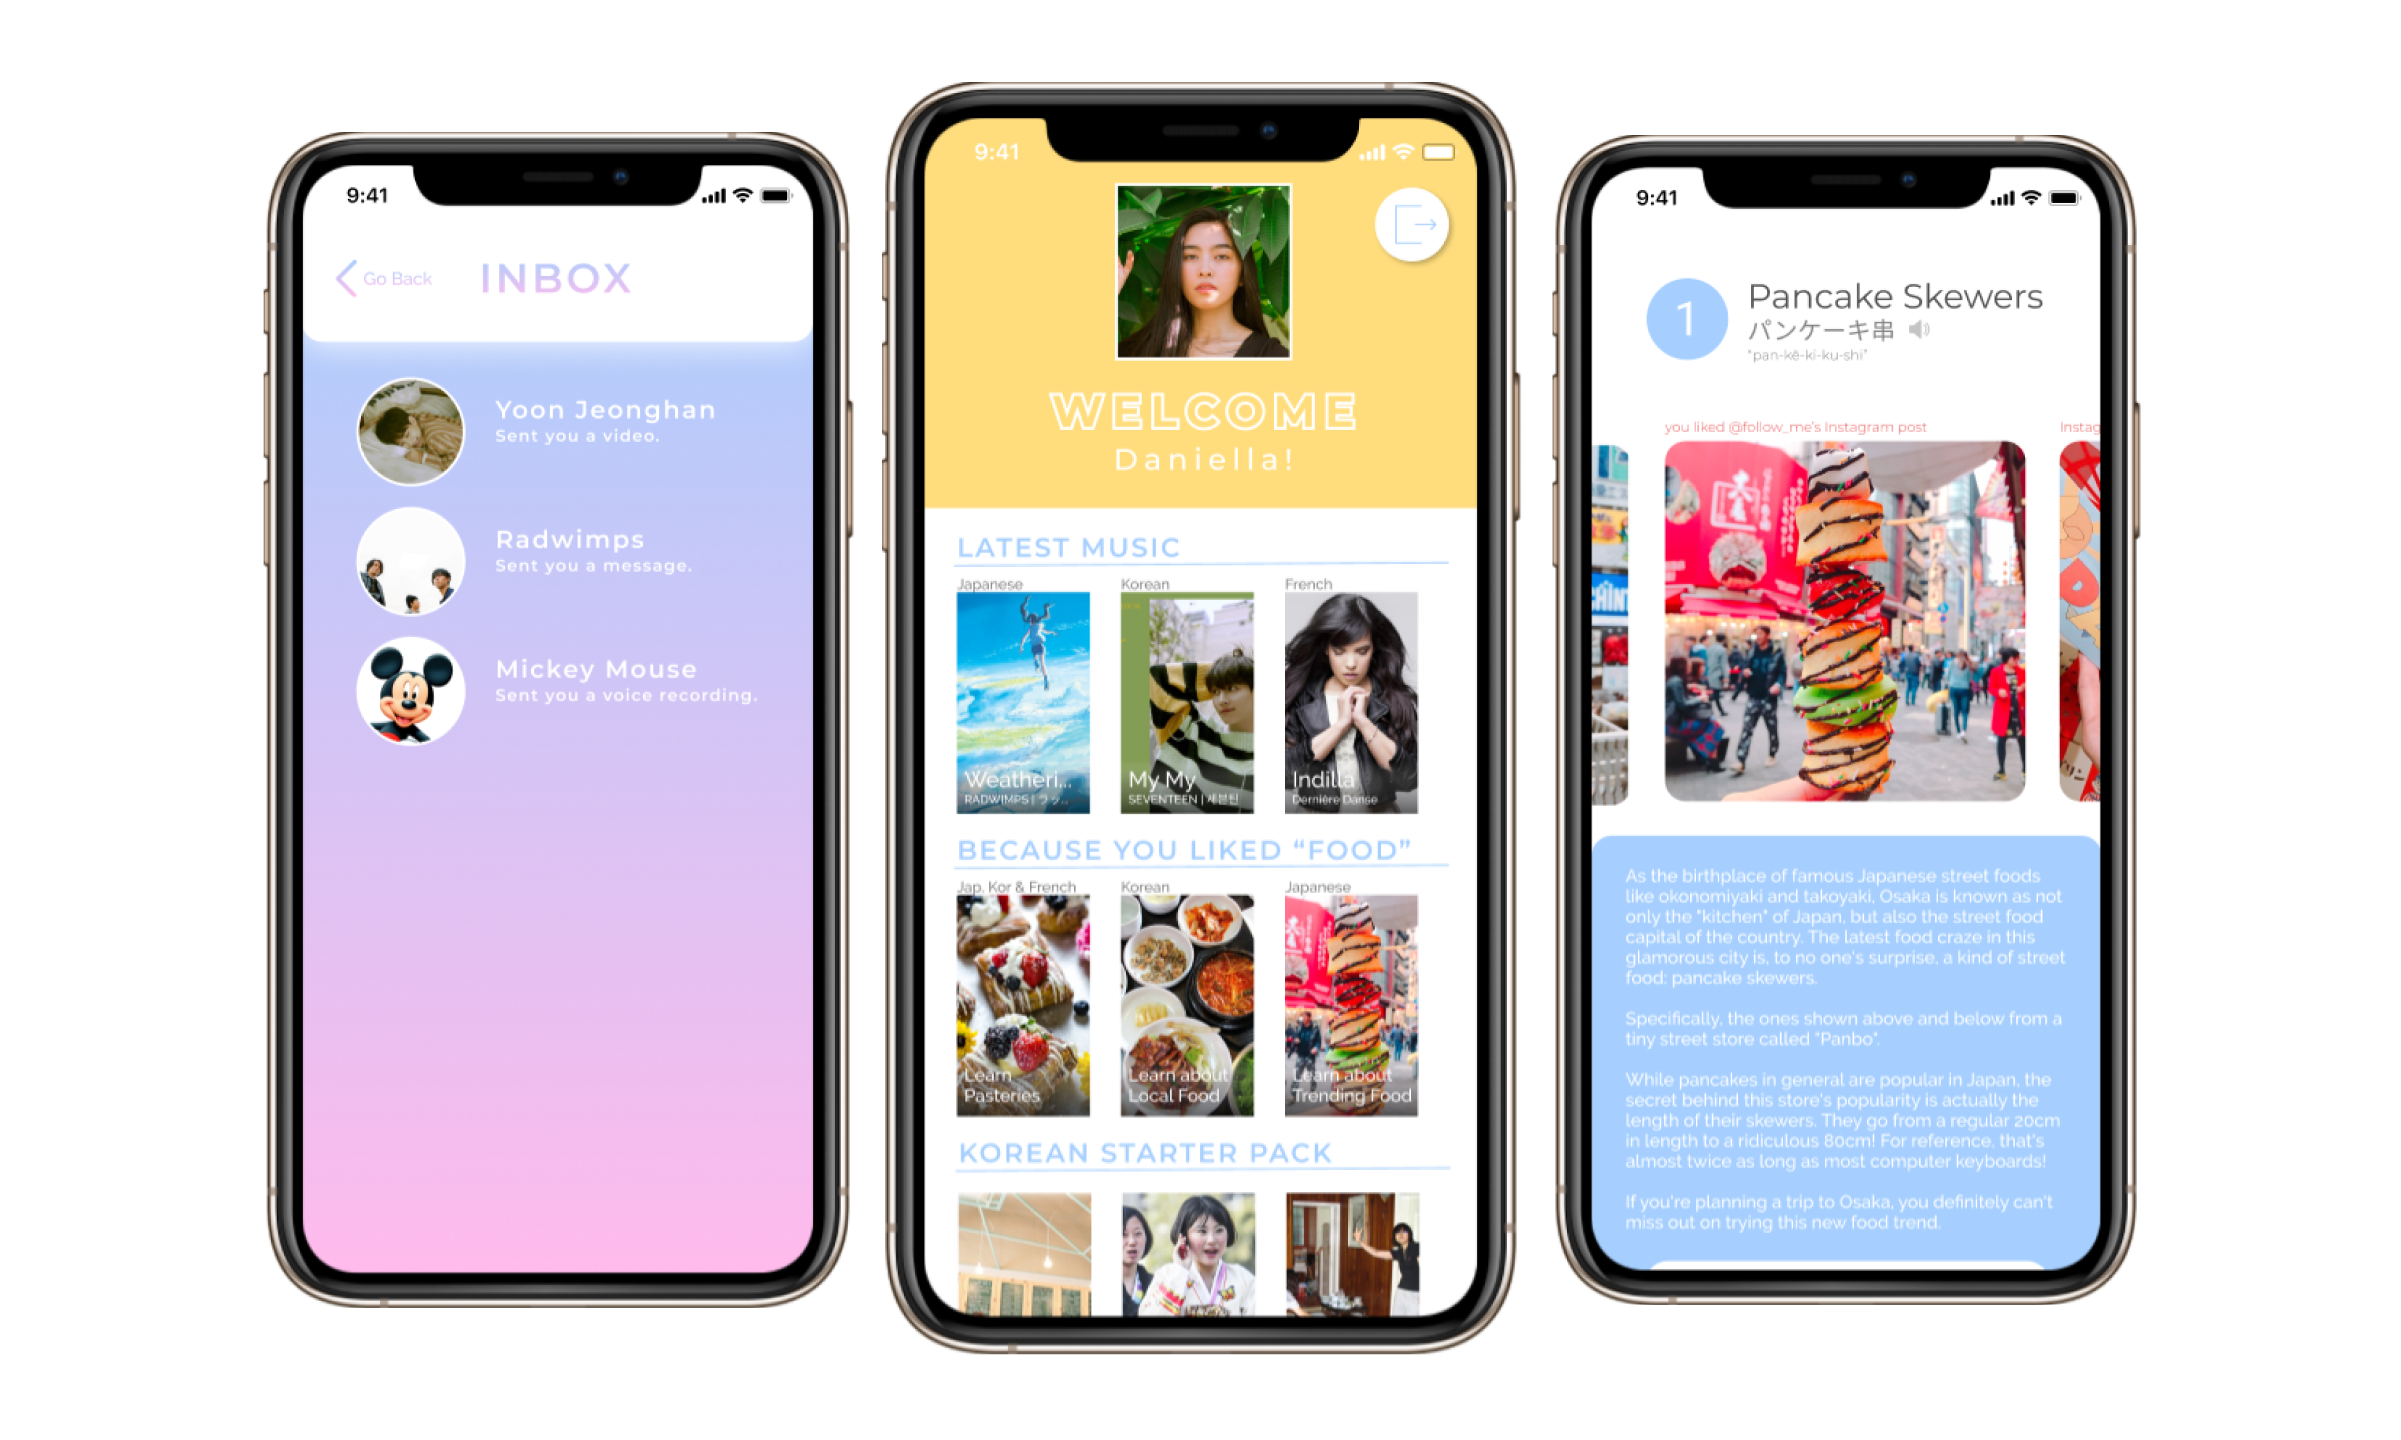 9:41
Go Back
INBOX
Yoon Jeonghan
Sent you a video.
Radwimps
Sent you a message.
Mickey Mouse
Sent you a voice recording.
9:41
WELCOME
Daniella!
LATEST MUSIC
Japanese
Korean
French
Weatheri...
RADWIMPS | ラッ...
My My
SEVENTEEN | 세븐틴
Indilla
Dernière Danse
BECAUSE YOU LIKED “FOOD”
Jap, Kor & French
Korean
Japanese
Learn
Pasteries
Learn about
Local Food
Learn about
Trending Food
KOREAN STARTER PACK
9:41
1
Pancake Skewers
パンケーキ串
"pan-kē-ki-ku-shi"
you liked @follow_me's Instagram post
Instag
As the birthplace of famous Japanese street foods
like okonomiyaki and takoyaki, Osaka is known as not
only the "kitchen" of Japan, but also the street food
capital of the country. The latest food craze in this
glamorous city is, to no one's surprise, a kind of street
food: pancake skewers.
Specifically, the ones shown above and below from a
tiny street store called "Panbo".
While pancakes in general are popular in Japan, the
secret behind this store's popularity is actually the
length of their skewers. They go from a regular 20cm
in length to a ridiculous 80cm! For reference, that's
almost twice as long as most computer keyboards!
If you're planning a trip to Osaka, you definitely can't
miss out on trying this new food trend.